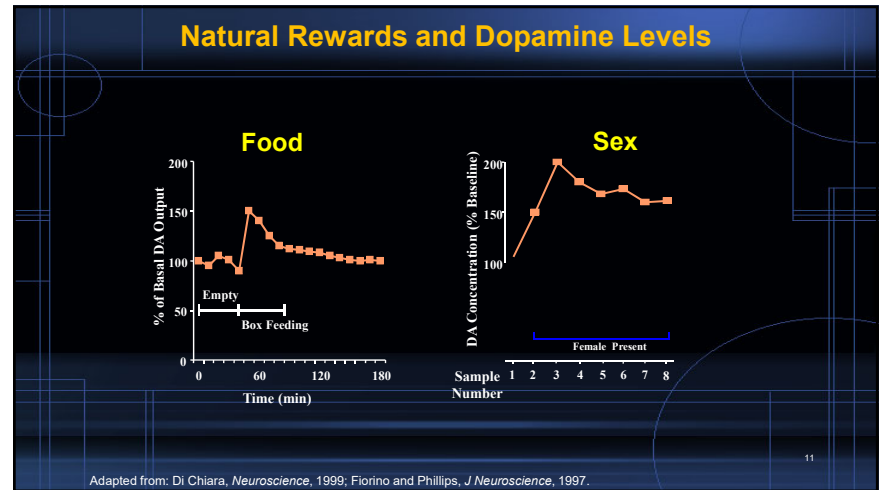 Natural Rewards and Dopamine Levels
Food
% of Basal DA Output
200
150
100
50
0
Empty
Box Feeding
0 60 120 180
Time (min)
Sex
DA Concentration (% Baseline)
200
150
100
Female Present
Sample Number
1 2 3 4 5 6 7 8
11
Adapted from: Di Chiara, Neuroscience, 1999; Fiorino and Phillips, J Neuroscience, 1997.